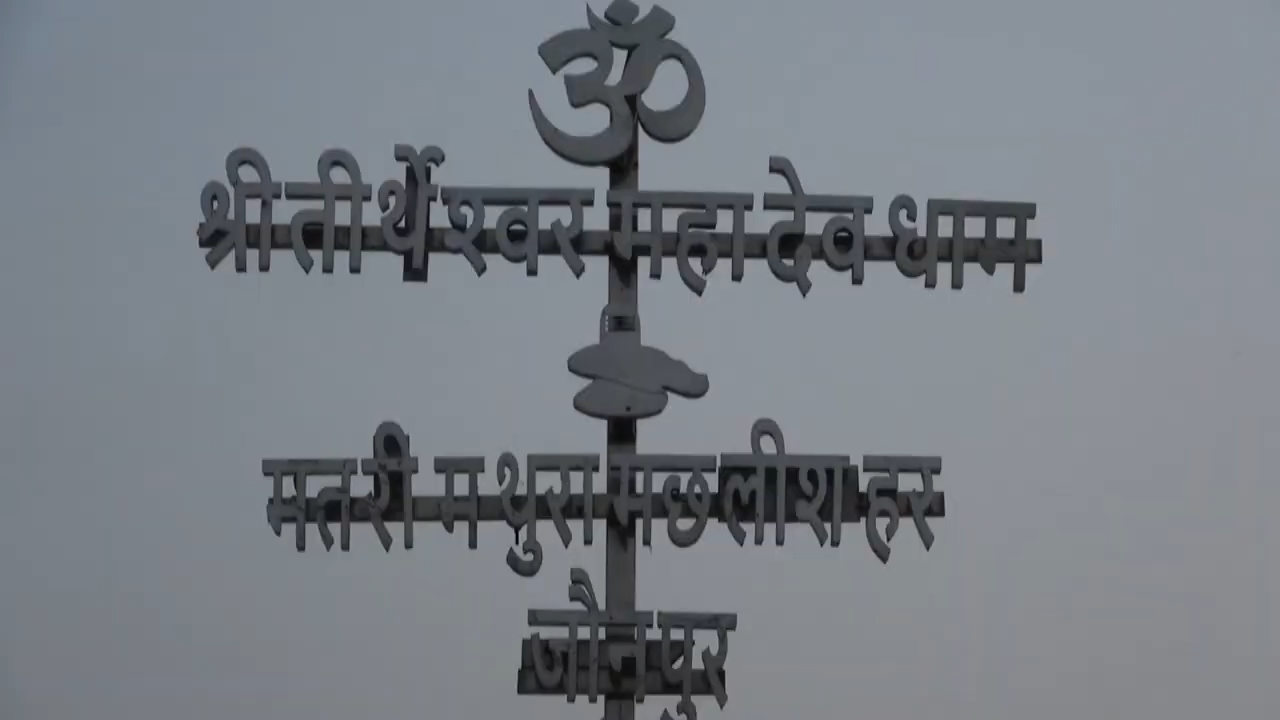 ॐ
श्री तीर्थेश्वर महादेव धाम
मतरी मथुरा मछलीशहर
जौनपुर